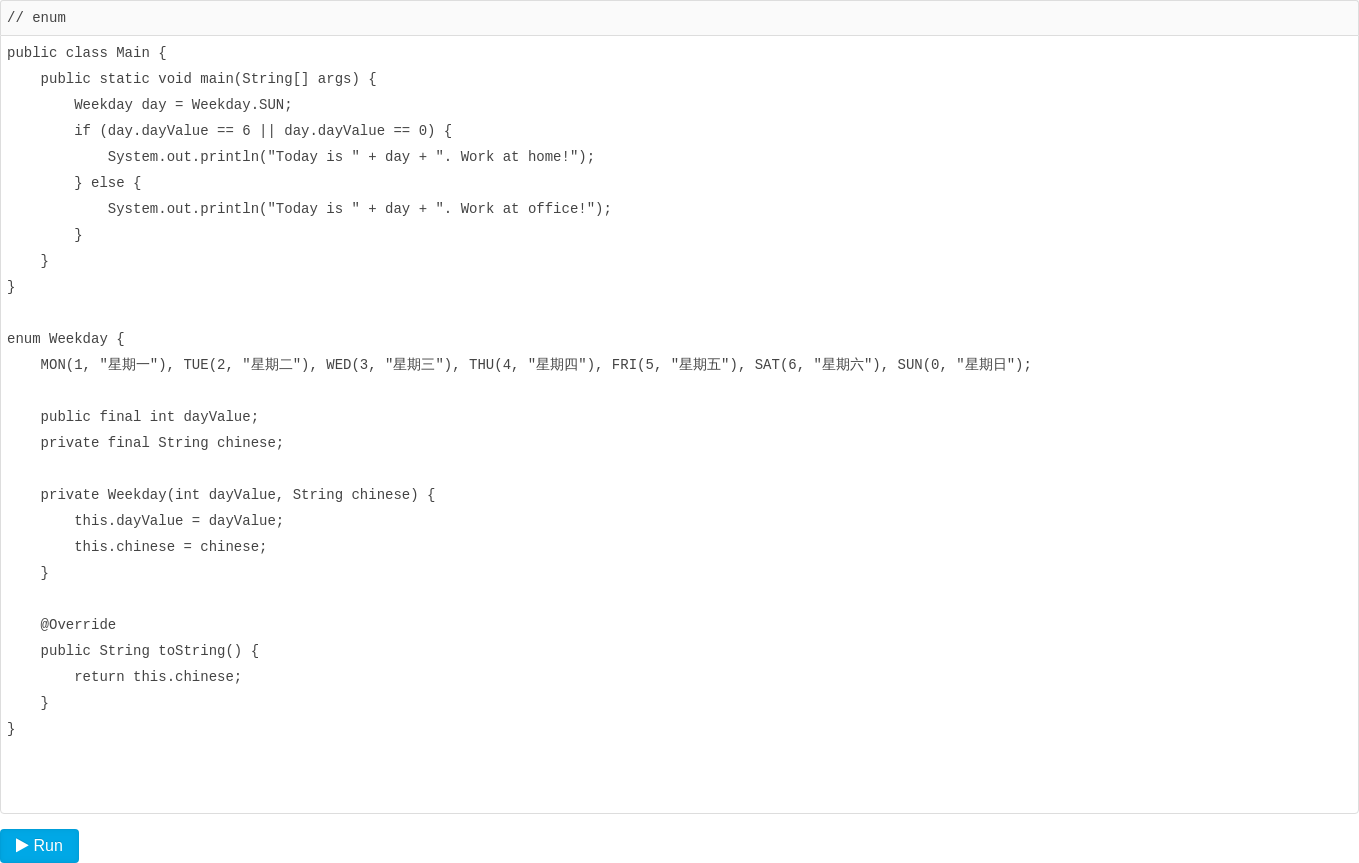 // enum
public class Main {
    public static void main(String[] args) {
        Weekday day = Weekday.SUN;
        if (day.dayValue == 6 || day.dayValue == 0) {
            System.out.println("Today is " + day + ". Work at home!");
        } else {
            System.out.println("Today is " + day + ". Work at office!");
        }
    }
}
enum Weekday {
    MON(1, "星期一"), TUE(2, "星期二"), WED(3, "星期三"), THU(4, "星期四"), FRI(5, "星期五"), SAT(6, "星期六"), SUN(0, "星期日");
    public final int dayValue;
    private final String chinese;
    private Weekday(int dayValue, String chinese) {
        this.dayValue = dayValue;
        this.chinese = chinese;
    }
    @Override
    public String toString() {
        return this.chinese;
    }
}
Run